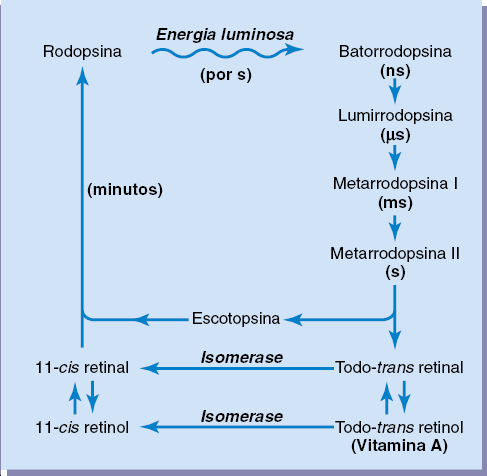 Energia luminosa
Rodopsina
Batorrodopsina
(por s)
(ns)
Lumirrodopsina
(μs)
(minutos)
Metarrodopsina I
(ms)
Metarrodopsina II
(s)
Escotopsina
Isomerase
11-cis retinal
Todo-trans retinal
Isomerase
11-cis retinol
Todo-trans retinol
(Vitamina A)